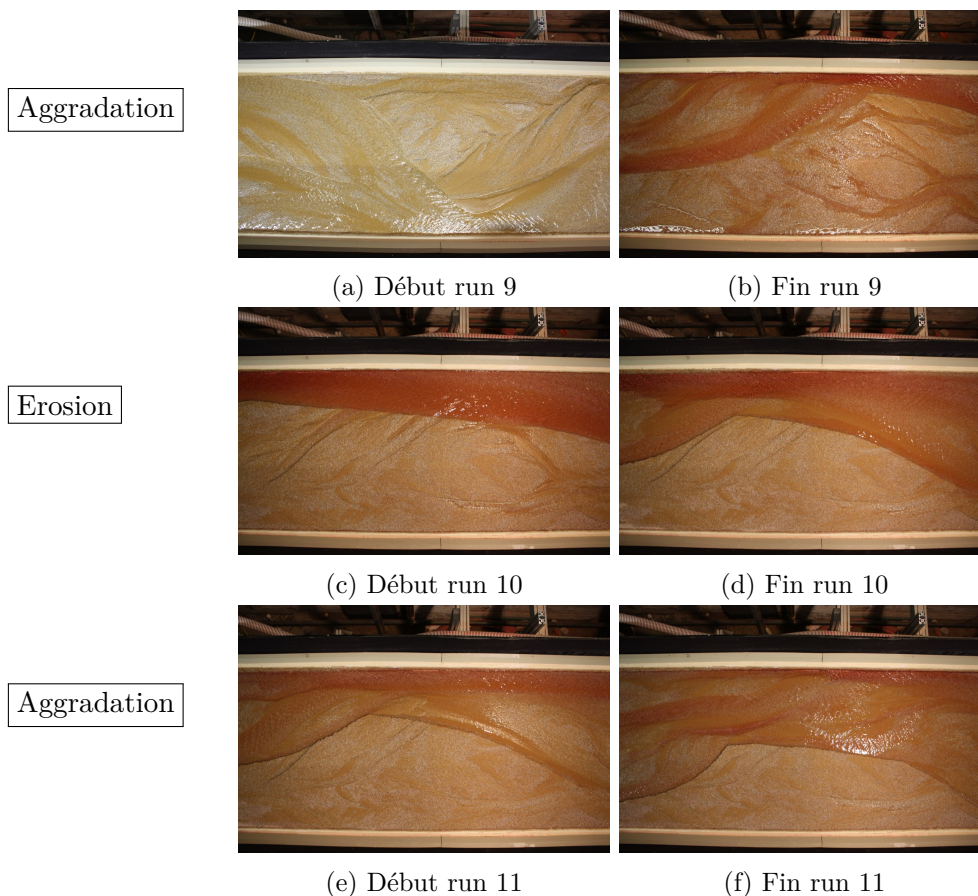 Aggradation
(a) Début run 9
(b) Fin run 9
Erosion
(c) Début run 10
(d) Fin run 10
Aggradation
(e) Début run 11
(f) Fin run 11